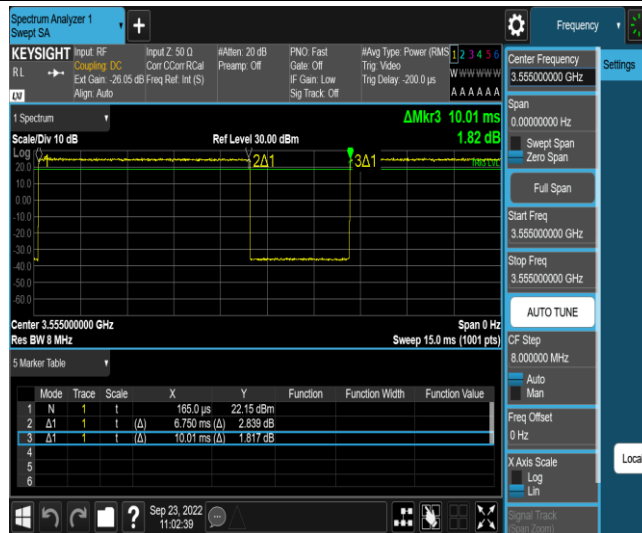 Spectrum Analyzer 1
Swept SA
+
Frequency
KEYSIGHT
RL
LXI
Input: RF
Coupling: DC
Ext Gain: -26.05 dB
Align: Auto
Input Z: 50 Ω
Corr CCorr RCal
Freq Ref: Int (S)
#Atten: 20 dB
Preamp: Off
PNO: Fast
Gate: Off
IF Gain: Low
Sig Track: Off
#Avg Type: Power (RMS
Trig: Video
Trig Delay: -200.0 µs
1 2 3 4 5 6
W W W W W W
A A A A A A
Center Frequency
3.555000000 GHz
Settings
Span
0.00000000 Hz
Swept Span
Zero Span
Full Span
Start Freq
3.555000000 GHz
Stop Freq
3.555000000 GHz
AUTO TUNE
CF Step
8.000000 MHz
Auto
Man
Freq Offset
0 Hz
X Axis Scale
Log
Lin
Signal Track
(Span Zoom)
Local
1 Spectrum
Scale/Div 10 dB
Ref Level 30.00 dBm
ΔMkr3 10.01 ms
1.82 dB
Log
1
2Δ1
3Δ1
TRIG LVL
20.0
10.0
0.00
-10.0
-20.0
-30.0
-40.0
-50.0
-60.0
Center 3.555000000 GHz
Span 0 Hz
Res BW 8 MHz
Sweep 15.0 ms (1001 pts)
5 Marker Table
Mode Trace Scale X Y Function Function Width Function Value
1 N 1 t 165.0 µs 22.15 dBm
2 Δ1 1 t (Δ) 6.750 ms (Δ) 2.839 dB
3 Δ1 1 t (Δ) 10.01 ms (Δ) 1.817 dB
4
5
6
?
Sep 23, 2022
11:02:39